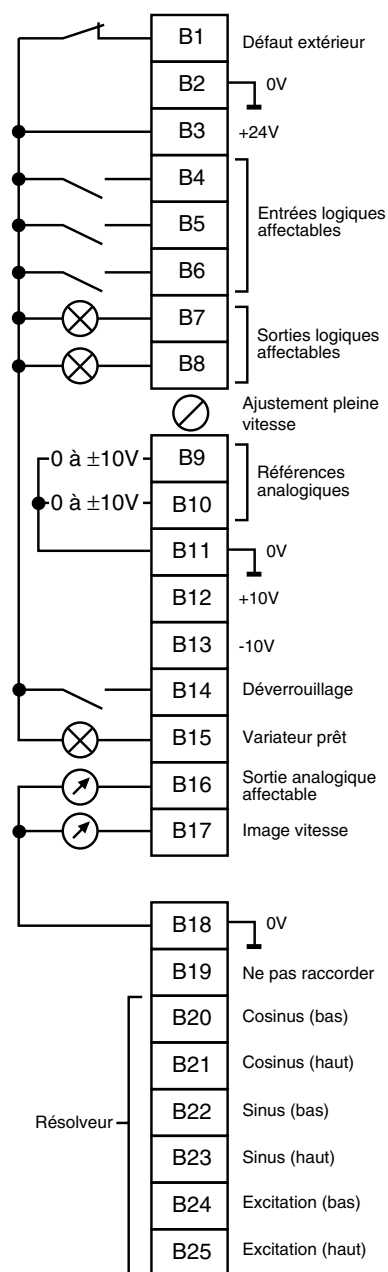 B1 Défaut extérieur
B2 0V
B3 +24V
B4
B5
B6
Entrées logiques
affectables
B7
B8
Sorties logiques
affectables
Ajustement pleine
vitesse
0 à ±10V B9
0 à ±10V B10
Références
analogiques
B11 0V
B12 +10V
B13 -10V
B14 Déverrouillage
B15 Variateur prêt
B16 Sortie analogique
affectable
B17 Image vitesse
B18 0V
B19 Ne pas raccorder
B20 Cosinus (bas)
B21 Cosinus (haut)
Résolveur
B22 Sinus (bas)
B23 Sinus (haut)
B24 Excitation (bas)
B25 Excitation (haut)